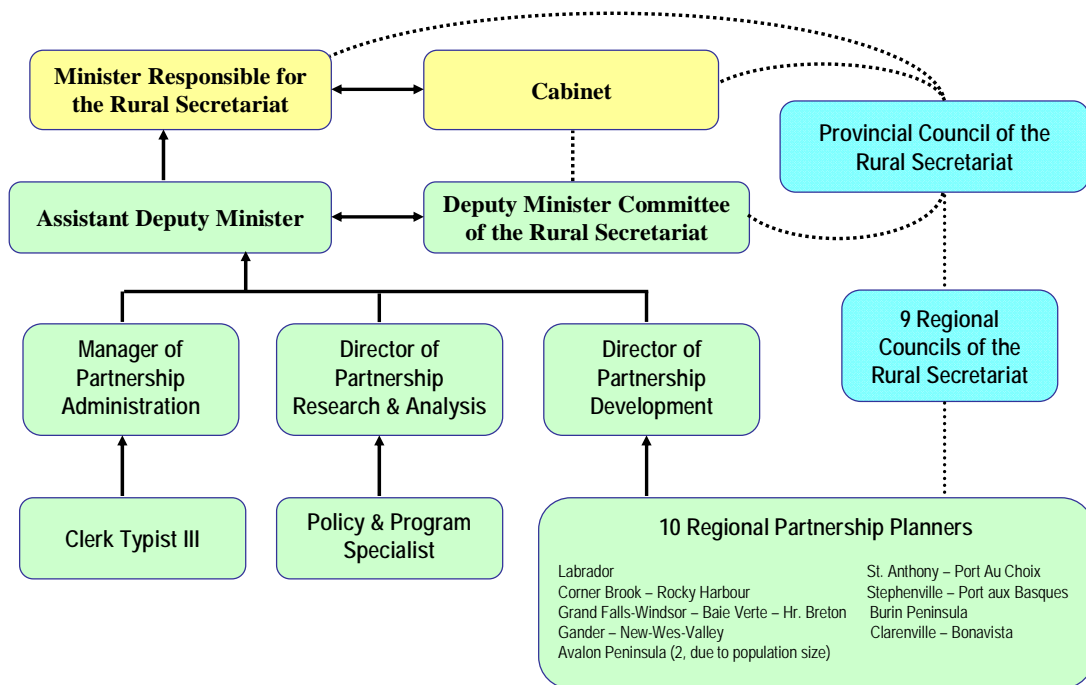 Minister Responsible for
the Rural Secretariat
Cabinet
Provincial Council of the
Rural Secretariat
Assistant Deputy Minister
Deputy Minister Committee
of the Rural Secretariat
9 Regional
Councils of the
Rural Secretariat
Manager of
Partnership
Administration
Director of
Partnership
Research & Analysis
Director of
Partnership
Development
Clerk Typist III
Policy & Program
Specialist
10 Regional Partnership Planners
Labrador
Corner Brook – Rocky Harbour
Grand Falls-Windsor – Baie Verte – Hr. Breton
Gander – New-Wes-Valley
Avalon Peninsula (2, due to population size)
St. Anthony – Port Au Choix
Stephenville – Port aux Basques
Burin Peninsula
Clarenville – Bonavista